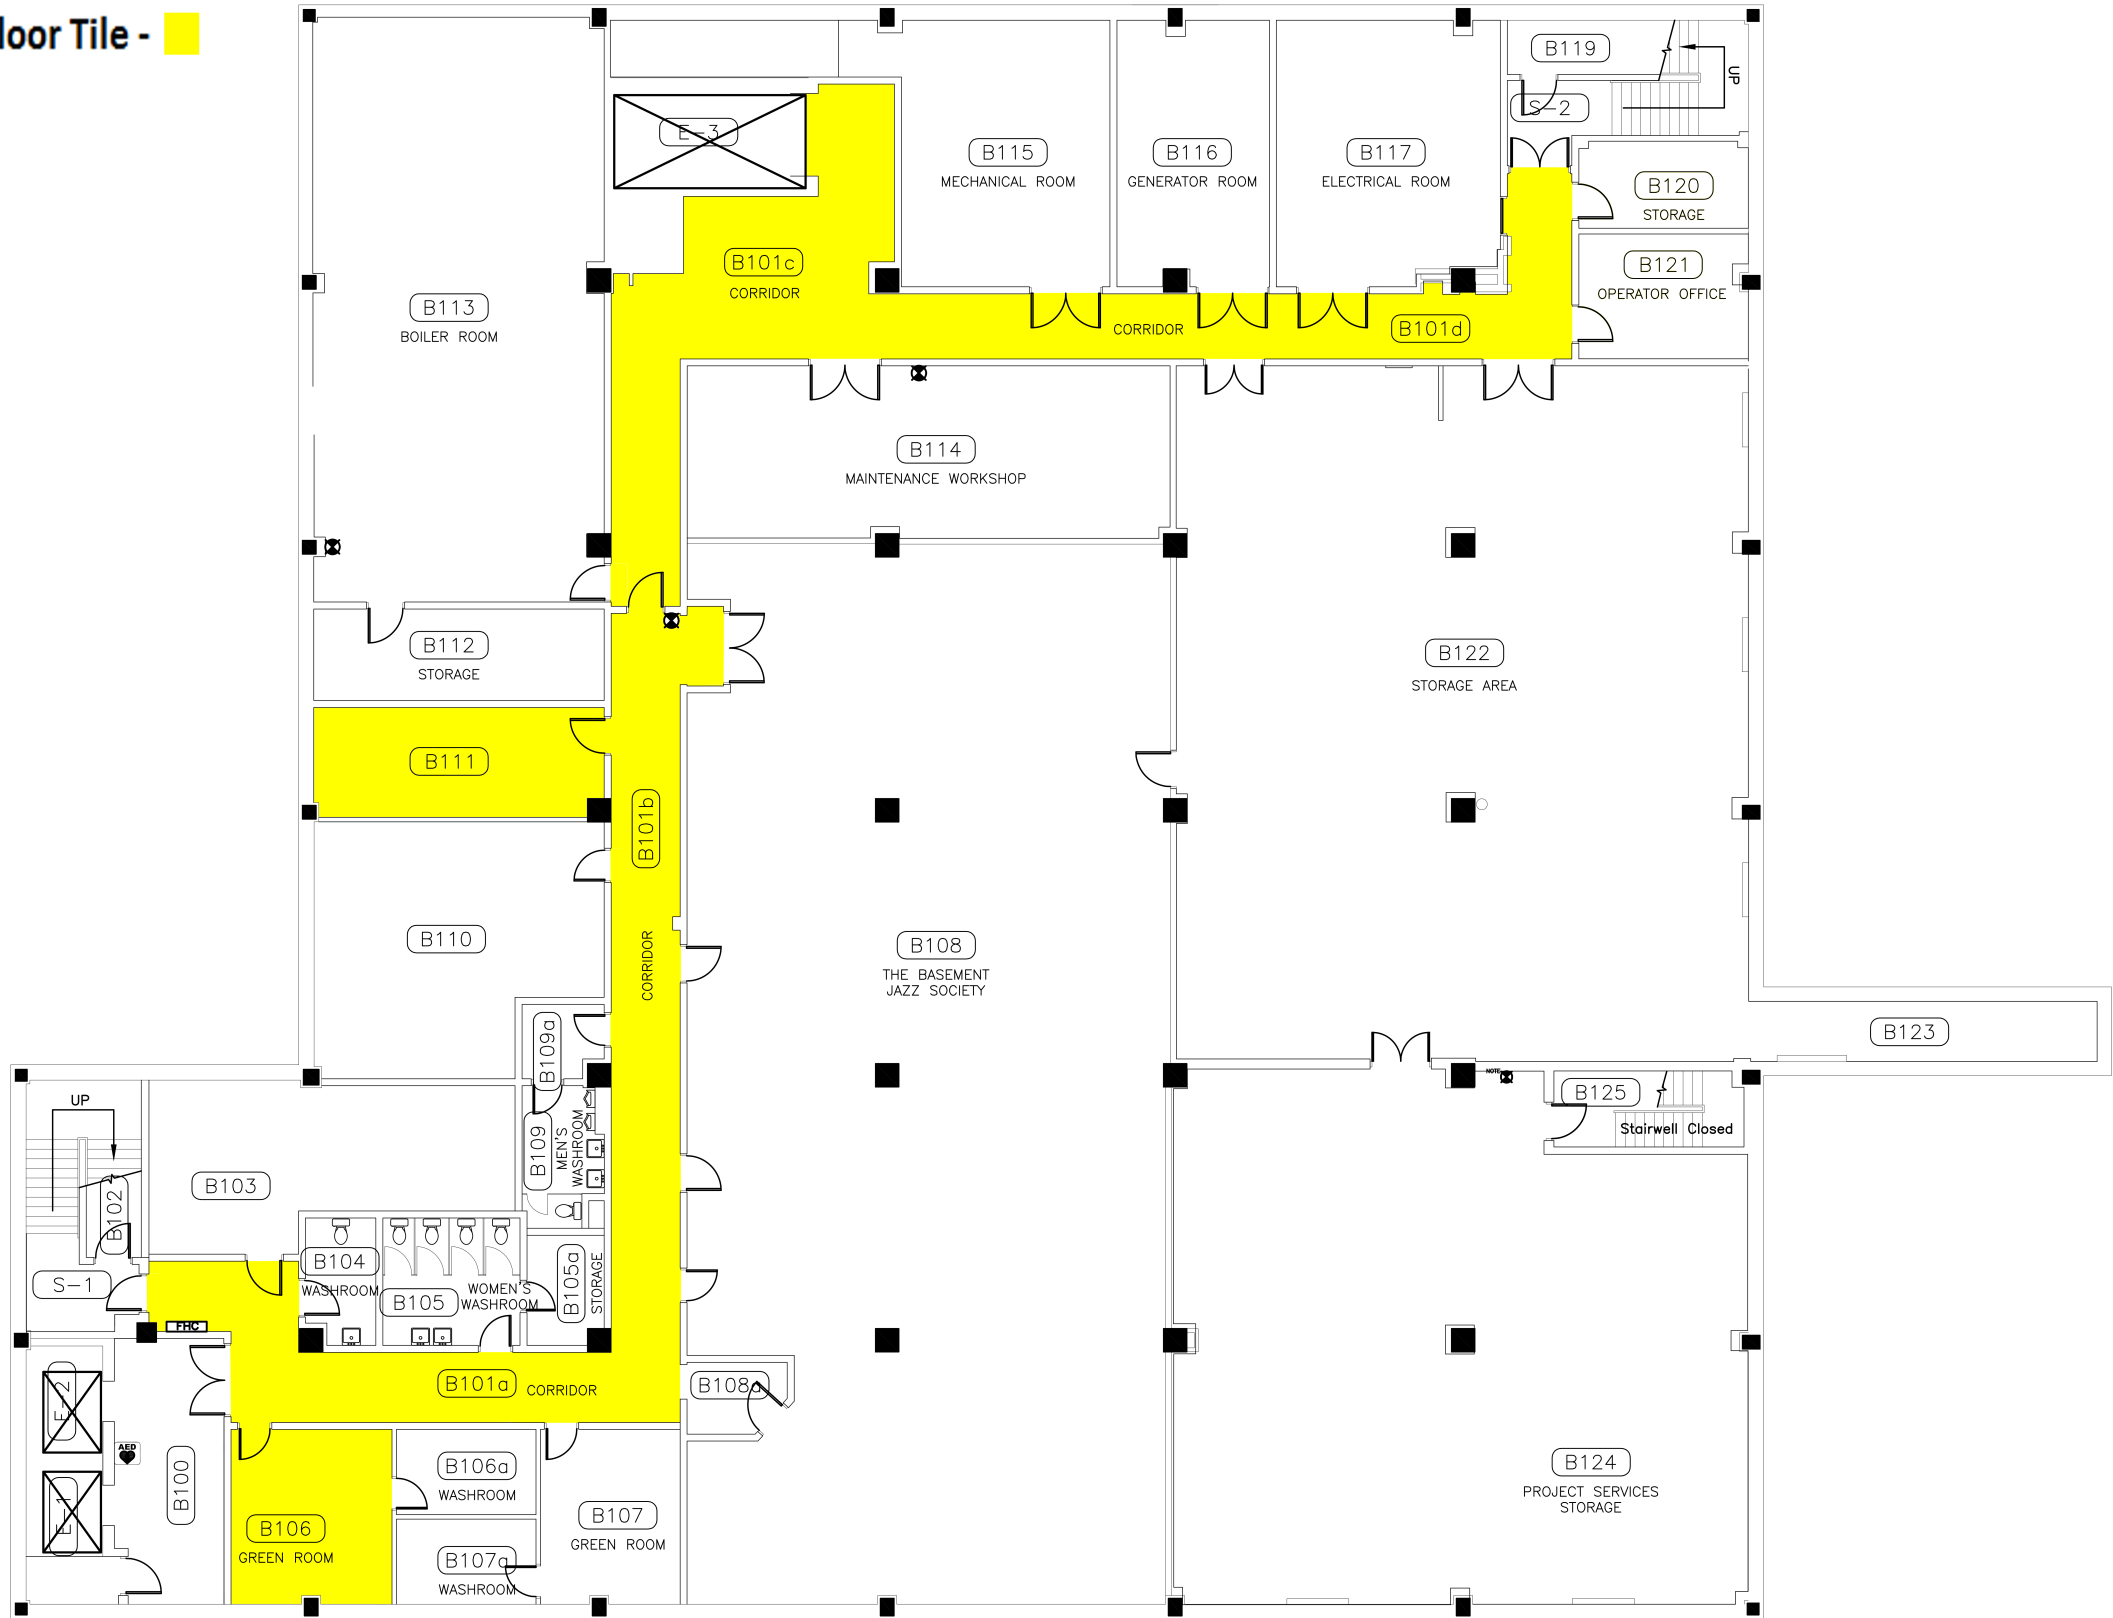 loor Tile -
B119
UP
S-2
E-3
B115
MECHANICAL ROOM
B116
GENERATOR ROOM
B117
ELECTRICAL ROOM
B120
STORAGE
B101c
CORRIDOR
B121
OPERATOR OFFICE
B113
BOILER ROOM
CORRIDOR
B101d
B114
MAINTENANCE WORKSHOP
B112
STORAGE
B122
STORAGE AREA
B111
B101b
CORRIDOR
B110
B108
THE BASEMENT
JAZZ SOCIETY
B109a
B123
NOTE
B125
Stairwell Closed
UP
B109
MEN'S
WASHROOM
B103
B102
S-1
B104
WASHROOM
B105
WOMEN'S
WASHROOM
B105a
STORAGE
FHC
E-2
B101a
CORRIDOR
B108a
AED
B100
E-1
B106a
WASHROOM
B106
GREEN ROOM
B107
GREEN ROOM
B107a
WASHROOM
B124
PROJECT SERVICES
STORAGE